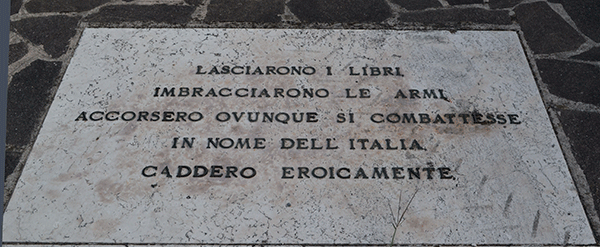 LASCIARONO I LIBRI,
IMBRACCIARONO LE ARMI,
ACCORSERO OVUNQUE SI COMBATTESSE
IN NOME DELL'ITALIA.
CADDERO EROICAMENTE.